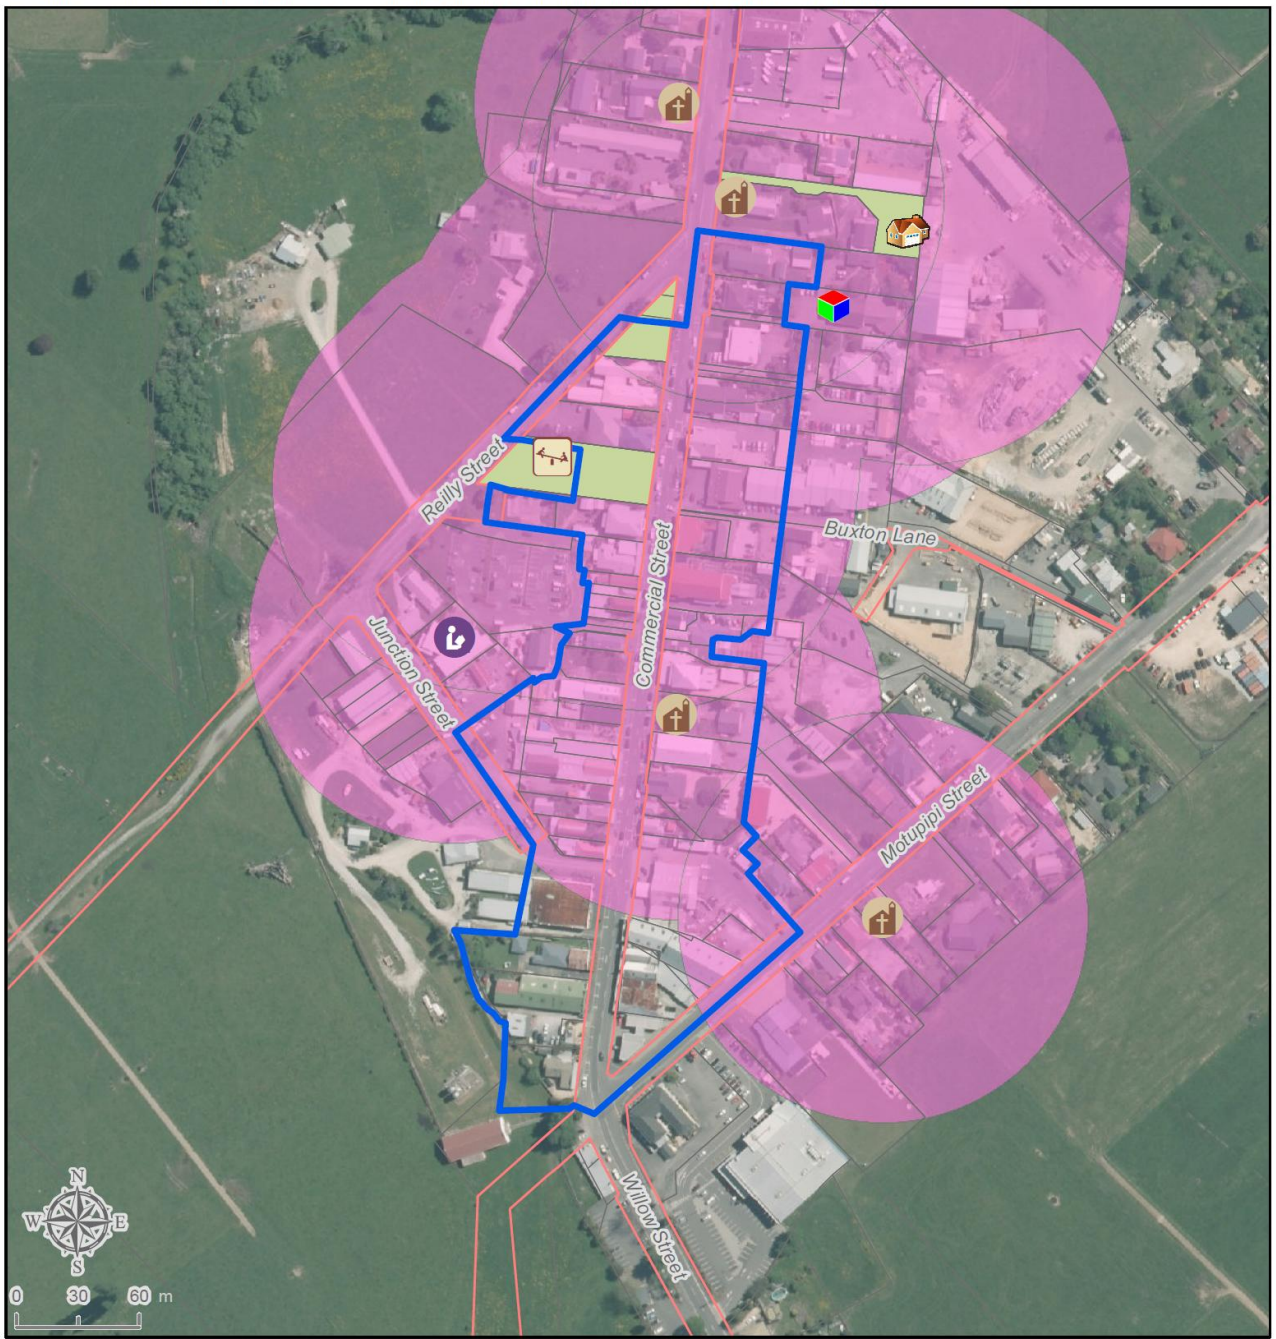 Reilly Street
Buxton Lane
Commercial Street
Junction Street
Motupipi Street
Willow Street
N
W E
S
0 30 60 m